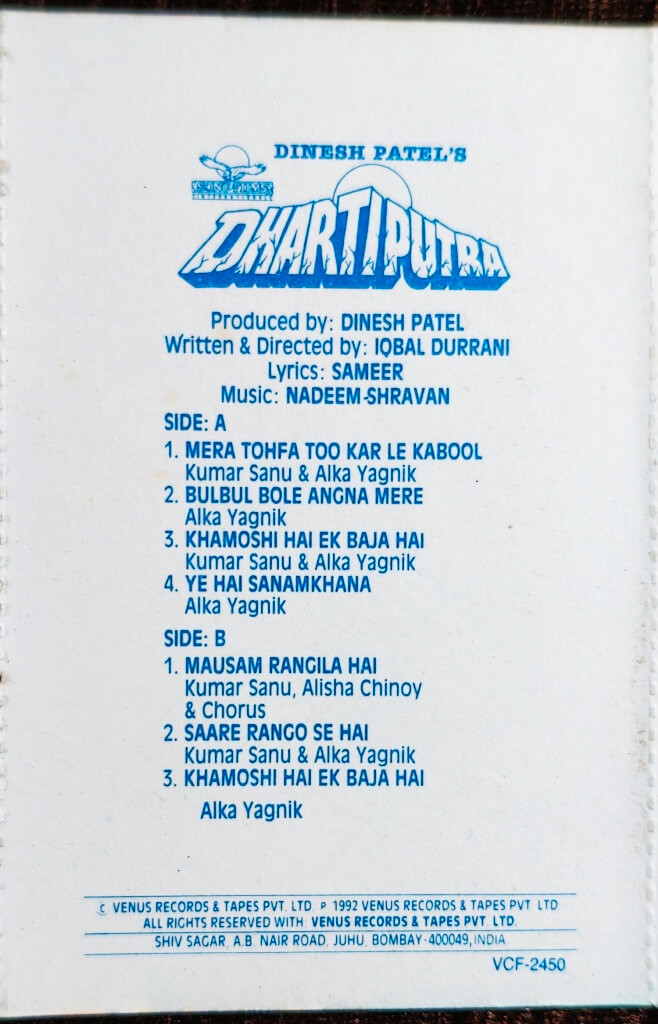 DINESH PATEL'S
DHARTIPUTRA
Produced by: DINESH PATEL
Written & Directed by: IQBAL DURRANI
Lyrics: SAMEER
Music: NADEEM-SHRAVAN
SIDE: A
1. MERA TOHFA TOO KAR LE KABOOL
Kumar Sanu & Alka Yagnik
2. BULBUL BOLE ANGNA MERE
Alka Yagnik
3. KHAMOSHI HAI EK BAJA HAI
Kumar Sanu & Alka Yagnik
4. YE HAI SANAMKHANA
Alka Yagnik
SIDE: B
1. MAUSAM RANGILA HAI
Kumar Sanu, Alisha Chinoy
& Chorus
2. SAARE RANGO SE HAI
Kumar Sanu & Alka Yagnik
3. KHAMOSHI HAI EK BAJA HAI
Alka Yagnik
© VENUS RECORDS & TAPES PVT. LTD. ℗ 1992 VENUS RECORDS & TAPES PVT. LTD
ALL RIGHTS RESERVED WITH: VENUS RECORDS & TAPES PVT. LTD.
SHIV SAGAR, A.B. NAIR ROAD, JUHU, BOMBAY-400049, INDIA
VCF-2450